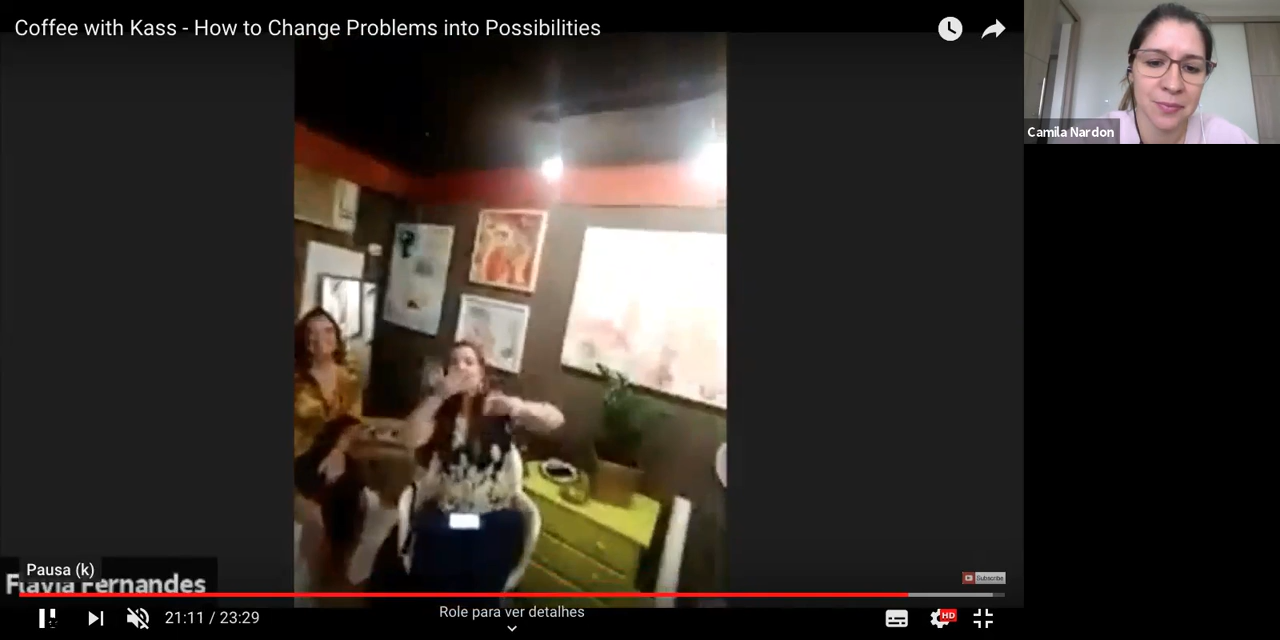 Coffee with Kass - How to Change Problems into Possibilities
Camila Nardon
Pausa (k)
Flavia Fernandes
Subscribe
21:11 / 23:29
HD
Role para ver detalhes